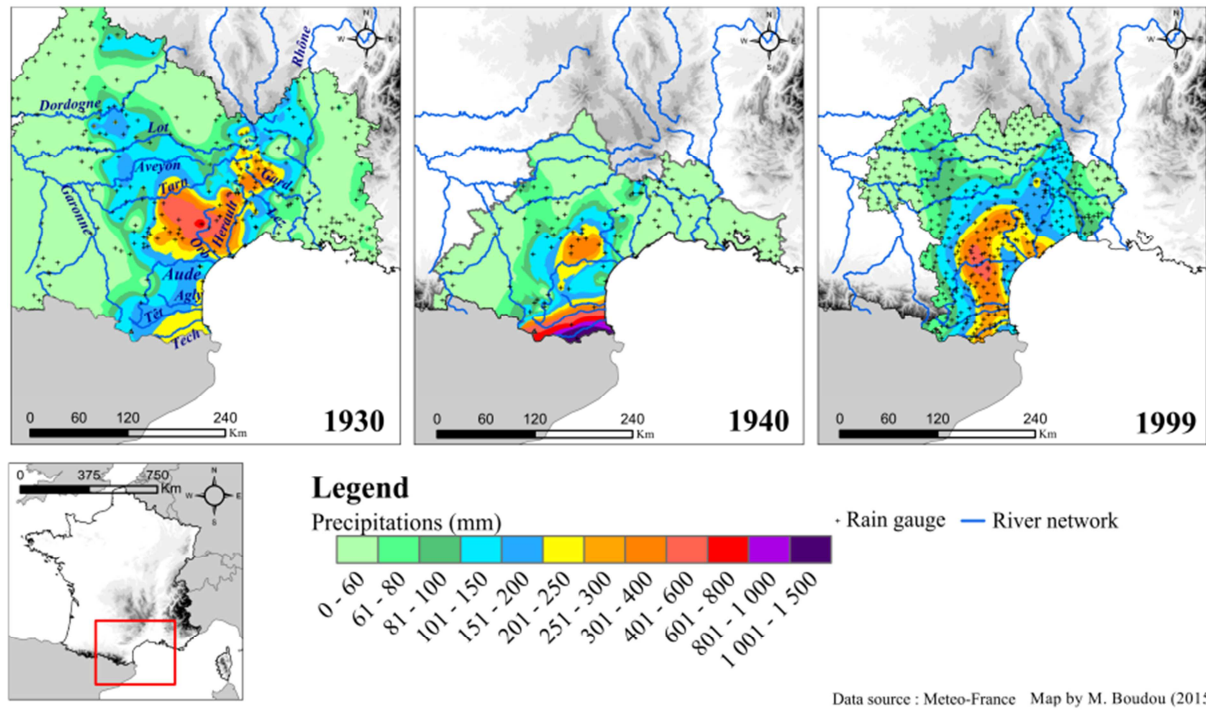 N
W E
S
Rhône
Dordogne
Lot
Aveyon
Tarn
Gard
Garonne
Herault
Orb
Aude
Agly
Têt
Tech
0 60 120 240
Km
1930
N
W E
S
0 60 120 240
Km
1940
N
W E
S
0 60 120 240
Km
1999
0 375 750
Km
N
W E
S
Legend
Precipitations (mm)
Rain gauge River network
0 - 60
61 - 80
81 - 100
101 - 150
151 - 200
201 - 250
251 - 300
301 - 400
401 - 600
601 - 800
801 - 1 000
1 001 - 1 500
Data source : Meteo-France Map by M. Boudou (2015